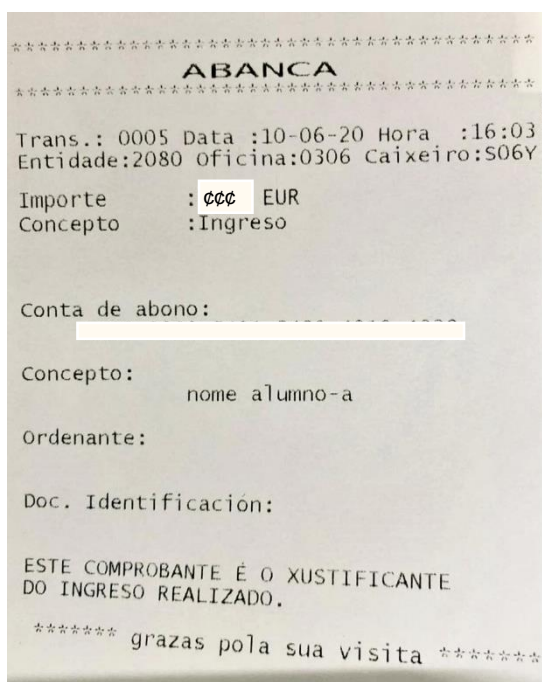 ******************************************
ABANCA
******************************************
Trans.: 0005 Data :10-06-20 Hora :16:03
Entidade:2080 Oficina:0306 Caixeiro:S06Y
Importe :¢¢¢ EUR
Concepto :Ingreso
Conta de abono:
Concepto:
nome alumno-a
Ordenante:
Doc. Identificación:
ESTE COMPROBANTE É O XUSTIFICANTE
DO INGRESO REALIZADO.
******* grazas pola sua visita *******